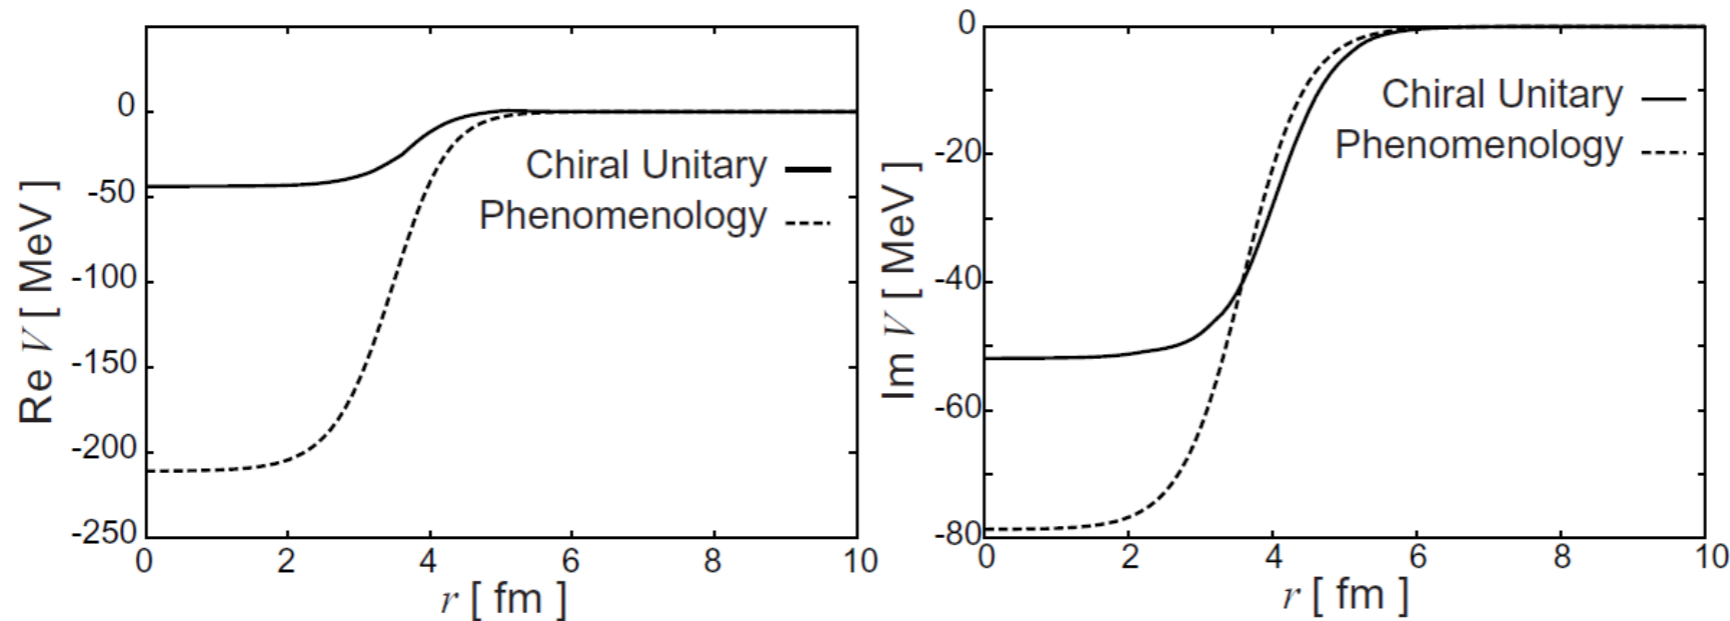 0
-50
-100
-150
-200
-250
Re V [ MeV ]
Chiral Unitary
Phenomenology
0 2 4 6 8 10
r [ fm ]
0
-20
-40
-60
-80
Im V [ MeV ]
Chiral Unitary
Phenomenology
0 2 4 6 8 10
r [ fm ]